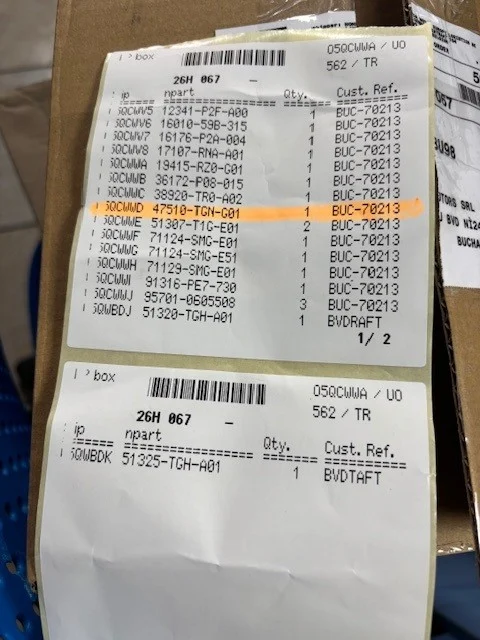 > box
05QCWWA / UO
26H 067 -
562 / TR
ip npart Qty. Cust. Ref.
5QCWV5 12341-P2F-A00 1 BUC-70213
5QCWV6 16010-59B-315 1 BUC-70213
5QCWV7 16176-P2A-004 1 BUC-70213
5QCWV8 17107-RNA-A01 1 BUC-70213
5QCWWA 19415-RZ0-G01 1 BUC-70213
5QCWWB 36172-P08-015 1 BUC-70213
5QCWWC 38920-TR0-A02 1 BUC-70213
5QCWWD 47510-TGN-G01 1 BUC-70213
5QCWWE 51307-T1G-E01 2 BUC-70213
5QCWWF 71124-SMG-E01 1 BUC-70213
5QCWWG 71124-SMG-E51 1 BUC-70213
5QCWWH 71129-SMG-E01 1 BUC-70213
5QCWWI 91316-PE7-730 1 BUC-70213
5QCWWJ 95701-0605508 3 BUC-70213
5QWBDJ 51320-TGH-A01 1 BVDRAFT
1/ 2
> box
05QCWWA / UO
26H 067 -
562 / TR
ip npart Qty. Cust. Ref.
5QWBDK 51325-TGH-A01 1 BVDTAFT
ORDER
067
U98
TORS SRL
BVD
BUCHA